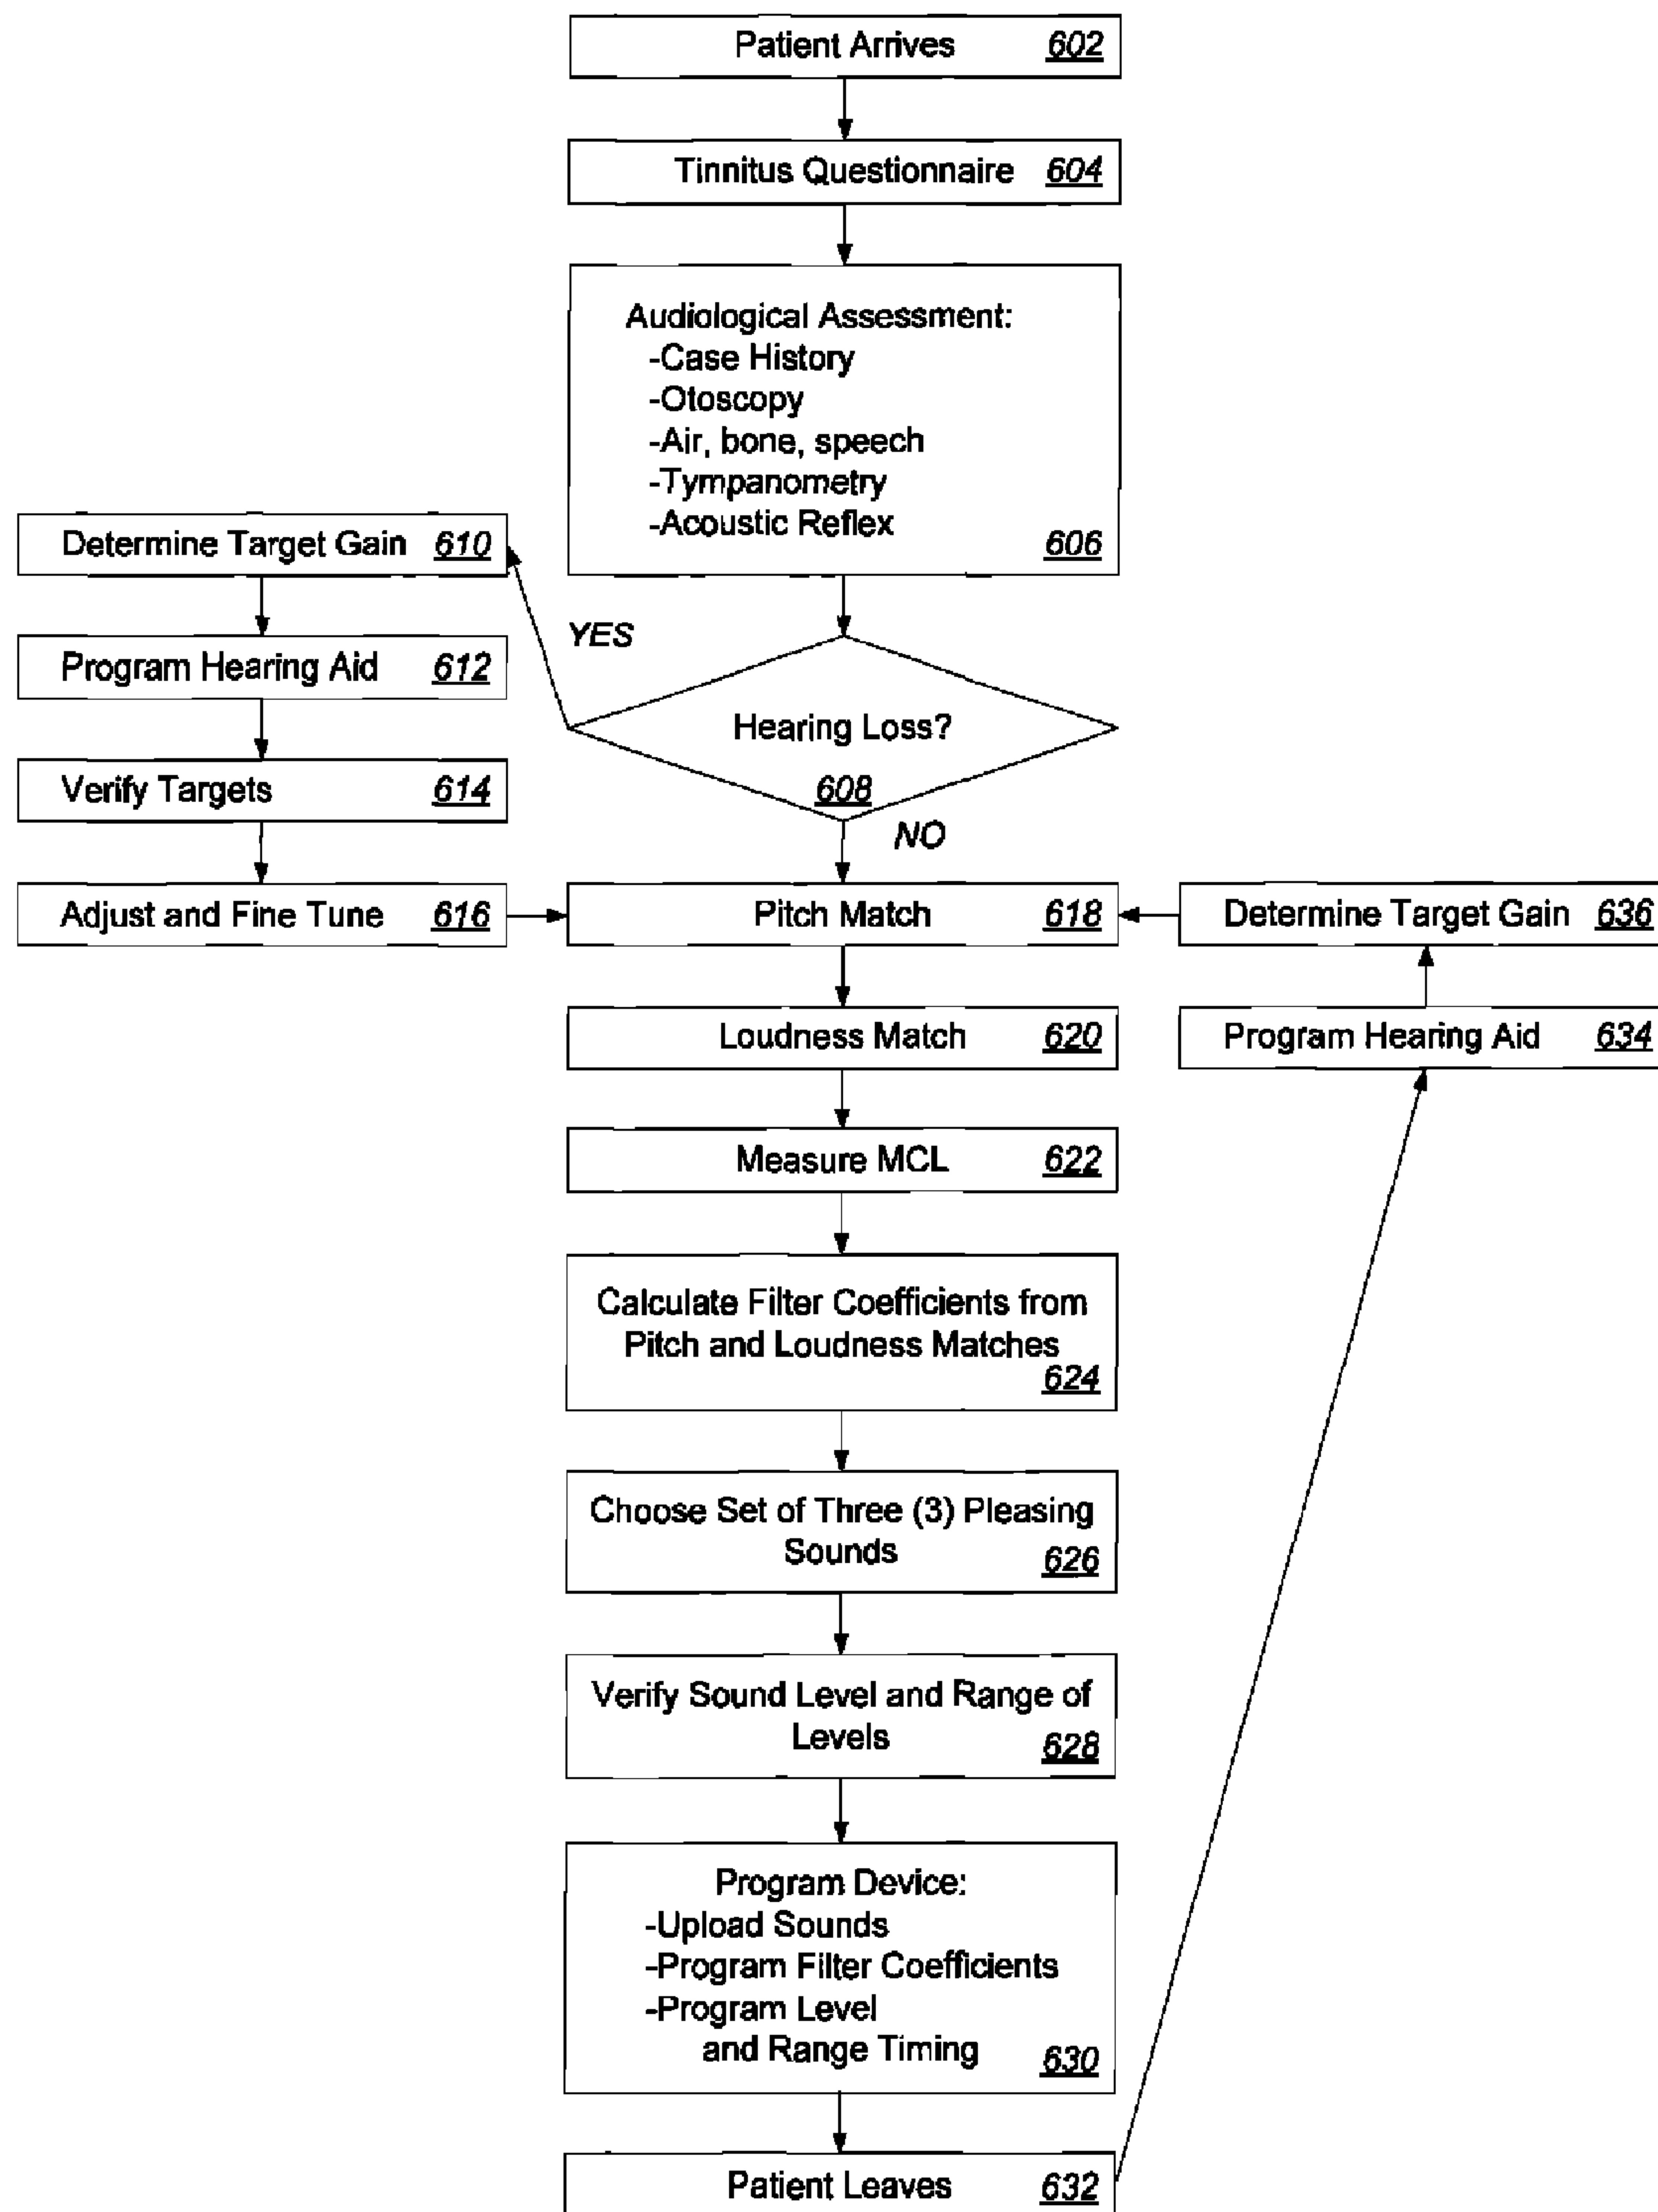 Patient Arrives 602
Tinnitus Questionnaire 604
Audiological Assessment:
-Case History
-Otoscopy
-Air, bone, speech
-Tympanometry
-Acoustic Reflex
606
Hearing Loss?
608
YES
NO
Determine Target Gain 610
Program Hearing Aid 612
Verify Targets 614
Adjust and Fine Tune 616
Pitch Match 618
Loudness Match 620
Measure MCL 622
Calculate Filter Coefficients from
Pitch and Loudness Matches
624
Choose Set of Three (3) Pleasing
Sounds 626
Verify Sound Level and Range of
Levels 628
Program Device:
-Upload Sounds
-Program Filter Coefficients
-Program Level
and Range Timing 630
Patient Leaves 632
Program Hearing Aid 634
Determine Target Gain 636